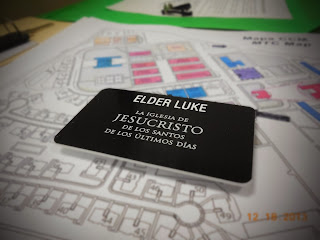 Mapa CCM
MTC Map
ELDER LUKE
LA IGLESIA DE
JESUCRISTO
DE LOS SANTOS
DE LOS ÚLTIMOS DÍAS
12.18.2013